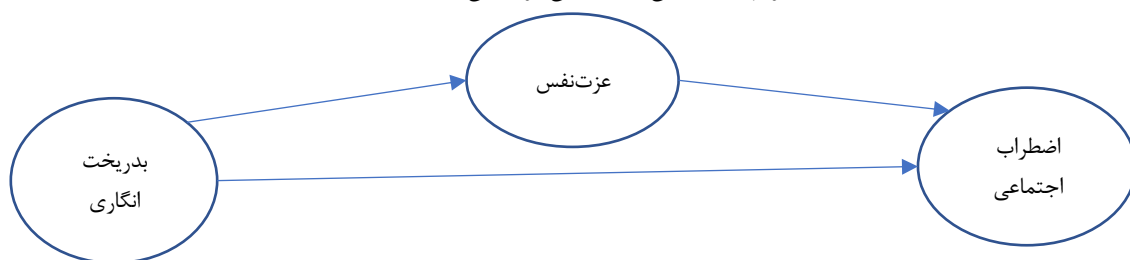 عزت‌نفس
بدریخت
انگاری
اضطراب
اجتماعی